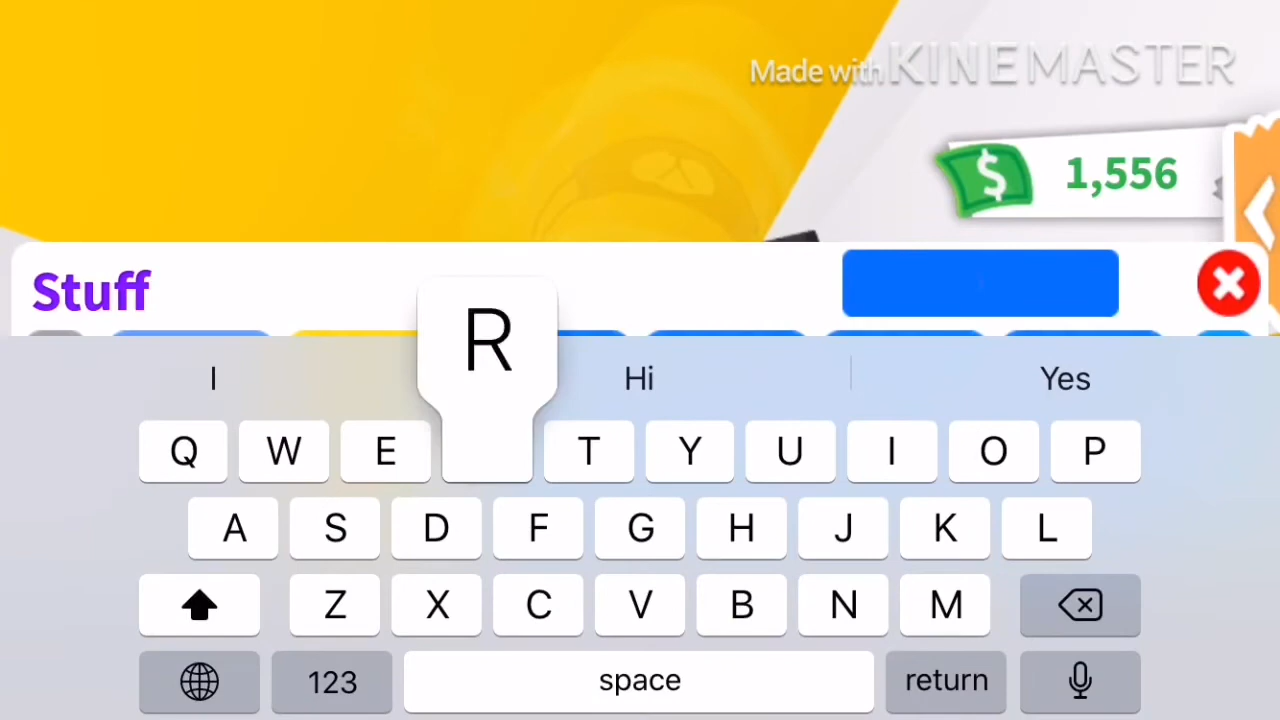 Made with KINEMASTER
$ 1,556
Stuff
R
I Hi Yes
Q W E T Y U I O P
A S D F G H J K L
Z X C V B N M
123 space return